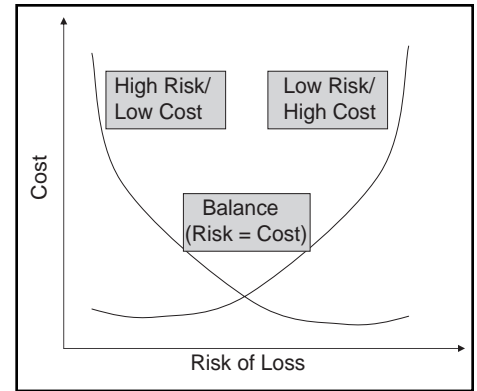 High Risk/
Low Cost
Low Risk/
High Cost
Balance
(Risk = Cost)
Cost
Risk of Loss